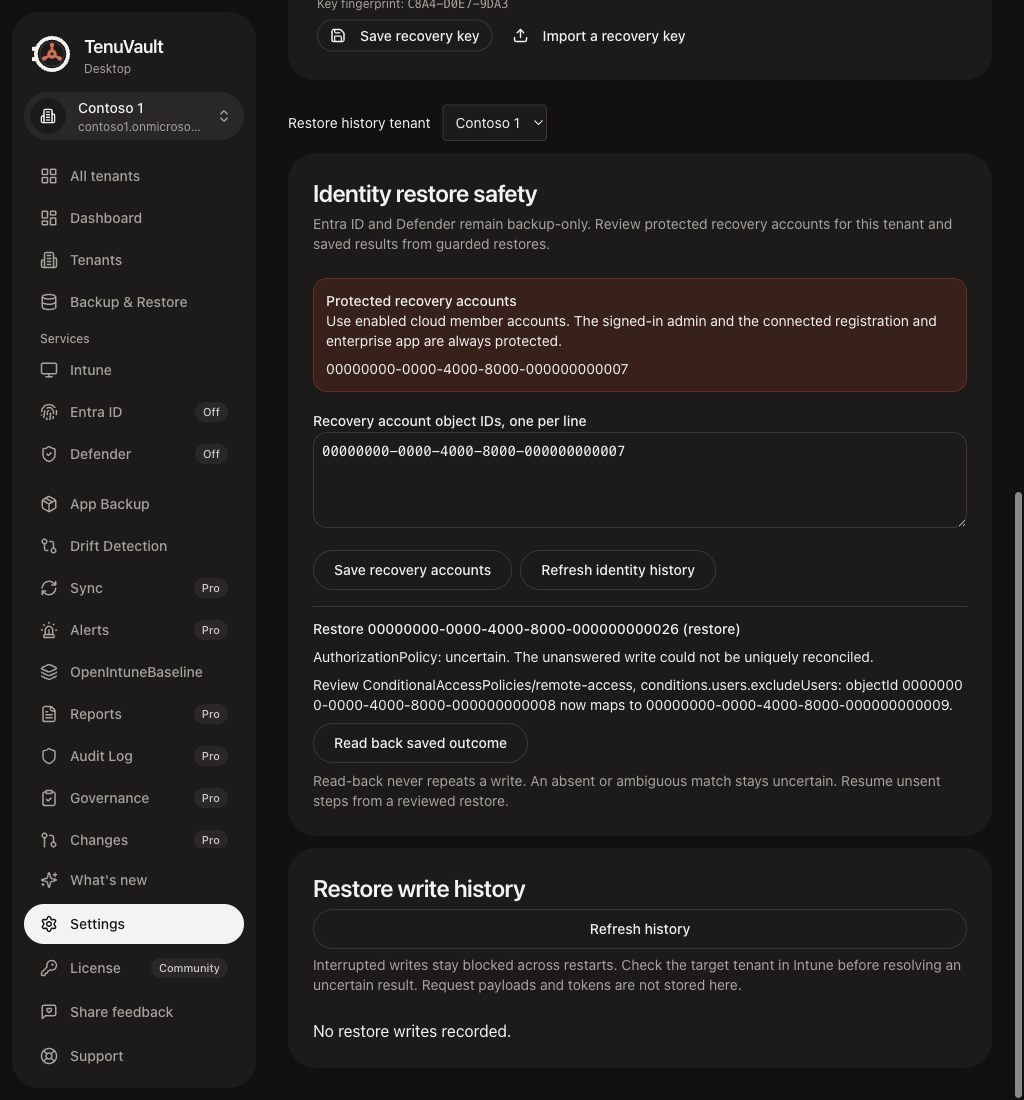 TenuVault
Desktop
Contoso 1
contoso1.onmicroso...
All tenants
Dashboard
Tenants
Backup & Restore
Services
Intune
Entra ID Off
Defender Off
App Backup
Drift Detection
Sync Pro
Alerts Pro
OpenIntuneBaseline
Reports Pro
Audit Log Pro
Governance Pro
Changes Pro
What's new
Settings
License Community
Share feedback
Support
Key fingerprint: C8A4-D0E7-9DA3
Save recovery key Import a recovery key
Restore history tenant Contoso 1
Identity restore safety
Entra ID and Defender remain backup-only. Review protected recovery accounts for this tenant and
saved results from guarded restores.
Protected recovery accounts
Use enabled cloud member accounts. The signed-in admin and the connected registration and
enterprise app are always protected.
00000000-0000-4000-8000-000000000007
Recovery account object IDs, one per line
00000000-0000-4000-8000-000000000007
Save recovery accounts Refresh identity history
Restore 00000000-0000-4000-8000-000000000026 (restore)
AuthorizationPolicy: uncertain. The unanswered write could not be uniquely reconciled.
Review ConditionalAccessPolicies/remote-access, conditions.users.excludeUsers: objectId 0000000
0-0000-4000-8000-000000000008 now maps to 00000000-0000-4000-8000-000000000009.
Read back saved outcome
Read-back never repeats a write. An absent or ambiguous match stays uncertain. Resume unsent
steps from a reviewed restore.
Restore write history
Refresh history
Interrupted writes stay blocked across restarts. Check the target tenant in Intune before resolving an
uncertain result. Request payloads and tokens are not stored here.
No restore writes recorded.